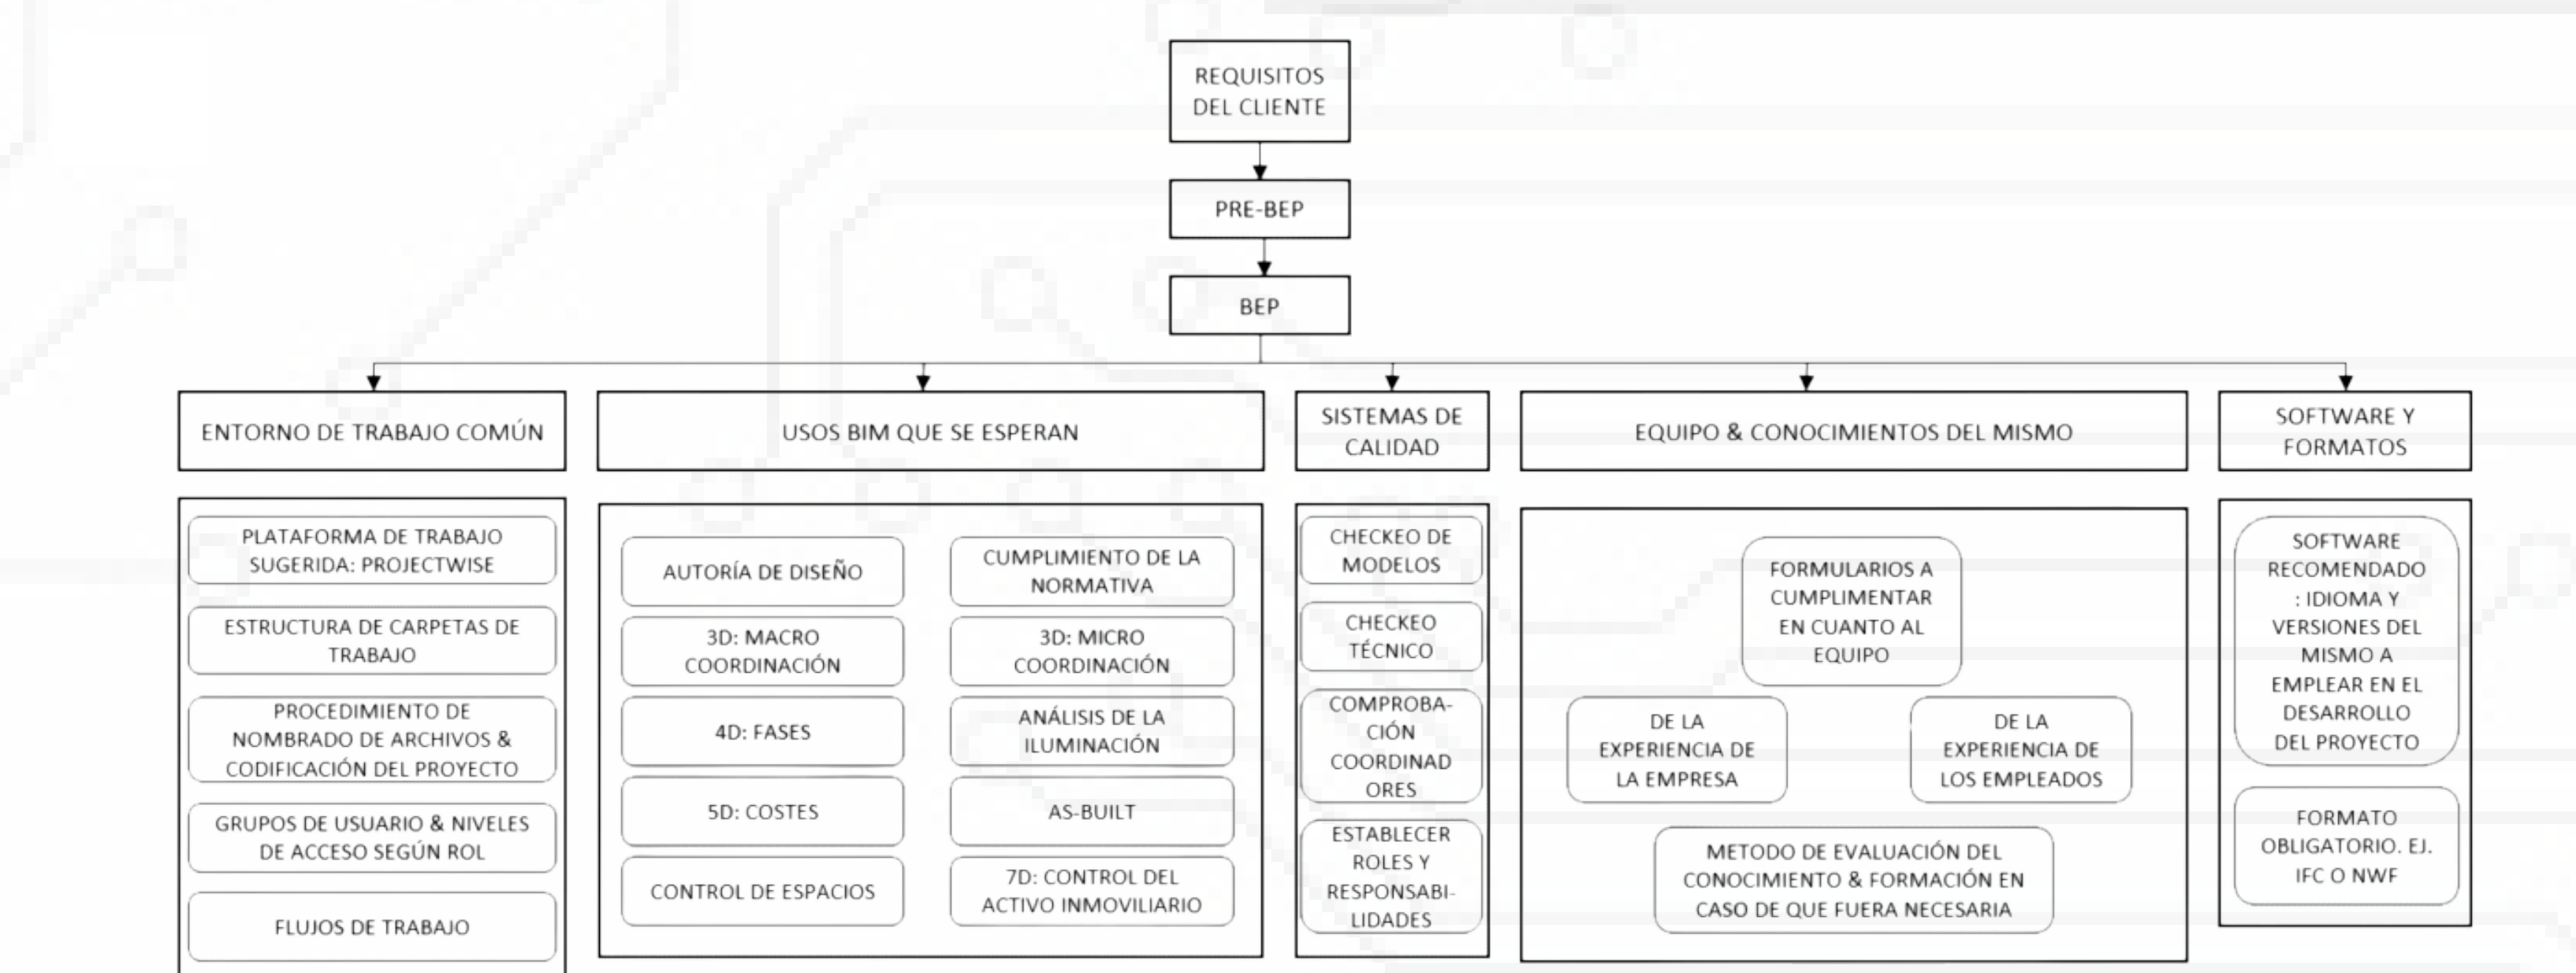 REQUISITOS
DEL CLIENTE
PRE-BEP
BEP
ENTORNO DE TRABAJO COMÚN
USOS BIM QUE SE ESPERAN
SISTEMAS DE
CALIDAD
EQUIPO & CONOCIMIENTOS DEL MISMO
SOFTWARE Y
FORMATOS
PLATAFORMA DE TRABAJO
SUGERIDA: PROJECTWISE
ESTRUCTURA DE CARPETAS DE
TRABAJO
PROCEDIMIENTO DE
NOMBRADO DE ARCHIVOS &
CODIFICACIÓN DEL PROYECTO
GRUPOS DE USUARIO & NIVELES
DE ACCESO SEGÚN ROL
FLUJOS DE TRABAJO
AUTORÍA DE DISEÑO
CUMPLIMIENTO DE LA
NORMATIVA
3D: MACRO
COORDINACIÓN
3D: MICRO
COORDINACIÓN
4D: FASES
ANÁLISIS DE LA
ILUMINACIÓN
5D: COSTES
AS-BUILT
CONTROL DE ESPACIOS
7D: CONTROL DEL
ACTIVO INMOVILIARIO
CHECKEO DE
MODELOS
CHECKEO
TÉCNICO
COMPROBA-
CIÓN
COORDINAD
ORES
ESTABLECER
ROLES Y
RESPONSABI-
LIDADES
FORMULARIOS A
CUMPLIMENTAR
EN CUANTO AL
EQUIPO
DE LA
EXPERIENCIA DE
LA EMPRESA
DE LA
EXPERIENCIA DE
LOS EMPLEADOS
METODO DE EVALUACIÓN DEL
CONOCIMIENTO & FORMACIÓN EN
CASO DE QUE FUERA NECESARIA
SOFTWARE
RECOMENDADO
: IDIOMA Y
VERSIONES DEL
MISMO A
EMPLEAR EN EL
DESARROLLO
DEL PROYECTO
FORMATO
OBLIGATORIO. EJ.
IFC O NWF